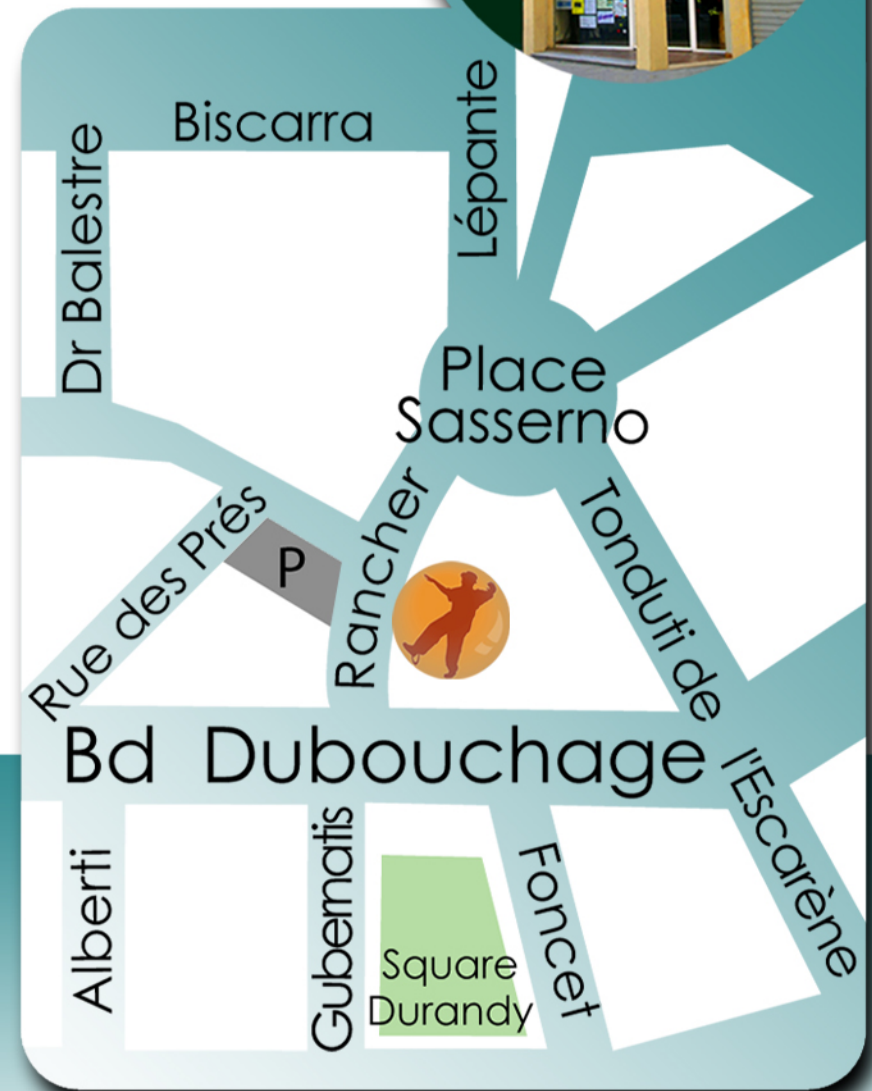 Biscarra
Lépante
Dr Balestre
Place
Sasserno
Rue des Prés
P
Rancher
Tonduti de
l'Escarène
Bd Dubouchage
Alberti
Gubernatis
Foncet
Square
Durandy